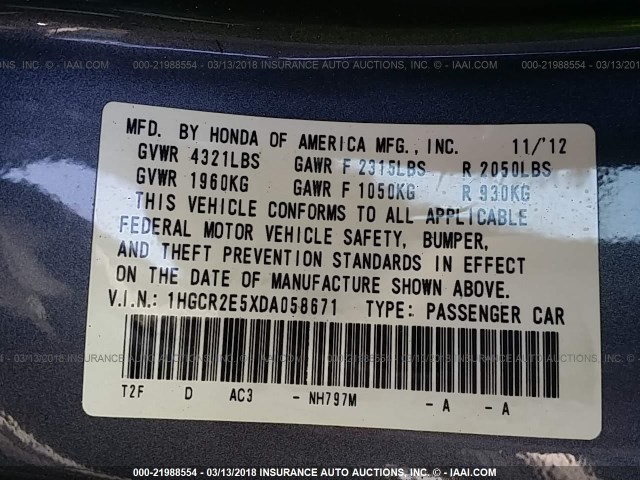 000-21988554 - 03/13/2018 INSURANCE AUTO AUCTIONS, INC. © - IAAI.COM
MFD. BY HONDA OF AMERICA MFG., INC. 11/'12
GVWR 4321LBS GAWR F 2315LBS R 2050LBS
GVWR 1960KG GAWR F 1050KG R 930KG
THIS VEHICLE CONFORMS TO ALL APPLICABLE
FEDERAL MOTOR VEHICLE SAFETY, BUMPER,
AND THEFT PREVENTION STANDARDS IN EFFECT
ON THE DATE OF MANUFACTURE SHOWN ABOVE.
V.I.N.: 1HGCR2E5XDA058671 TYPE: PASSENGER CAR
T2F D AC3 - NH797M - A - A
000-21988554 - 03/13/2018 INSURANCE AUTO AUCTIONS, INC. © - IAAI.COM